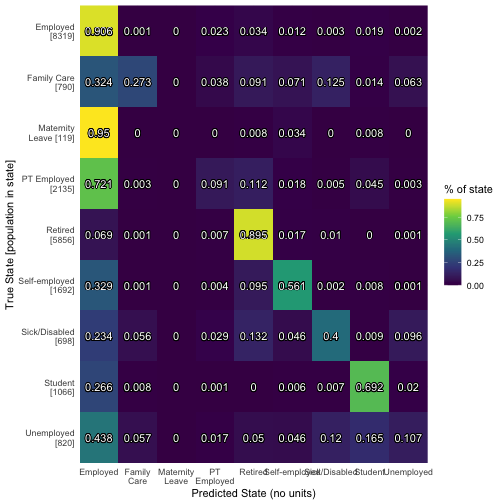 Employed
[8319]
0.906 0.001 0 0.023 0.034 0.012 0.003 0.019 0.002
Family Care
[790]
0.324 0.273 0 0.038 0.091 0.071 0.125 0.014 0.063
Maternity
Leave [119]
0.95 0 0 0 0.008 0.034 0 0.008 0
PT Employed
[2135]
0.721 0.003 0 0.091 0.112 0.018 0.005 0.045 0.003
Retired
[5856]
0.069 0.001 0 0.007 0.895 0.017 0.01 0 0.001
Self-employed
[1692]
0.329 0.001 0 0.004 0.095 0.561 0.002 0.008 0.001
Sick/Disabled
[698]
0.234 0.056 0 0.029 0.132 0.046 0.4 0.009 0.096
Student
[1066]
0.266 0.008 0 0.001 0 0.006 0.007 0.692 0.02
Unemployed
[820]
0.438 0.057 0 0.017 0.05 0.046 0.12 0.165 0.107
True State [population in state]
Employed Family Maternity PT Retired Self-employed Sick/Disabled Student Unemployed
Care Leave Employed
Predicted State (no units)
% of state
0.75
0.50
0.25
0.00